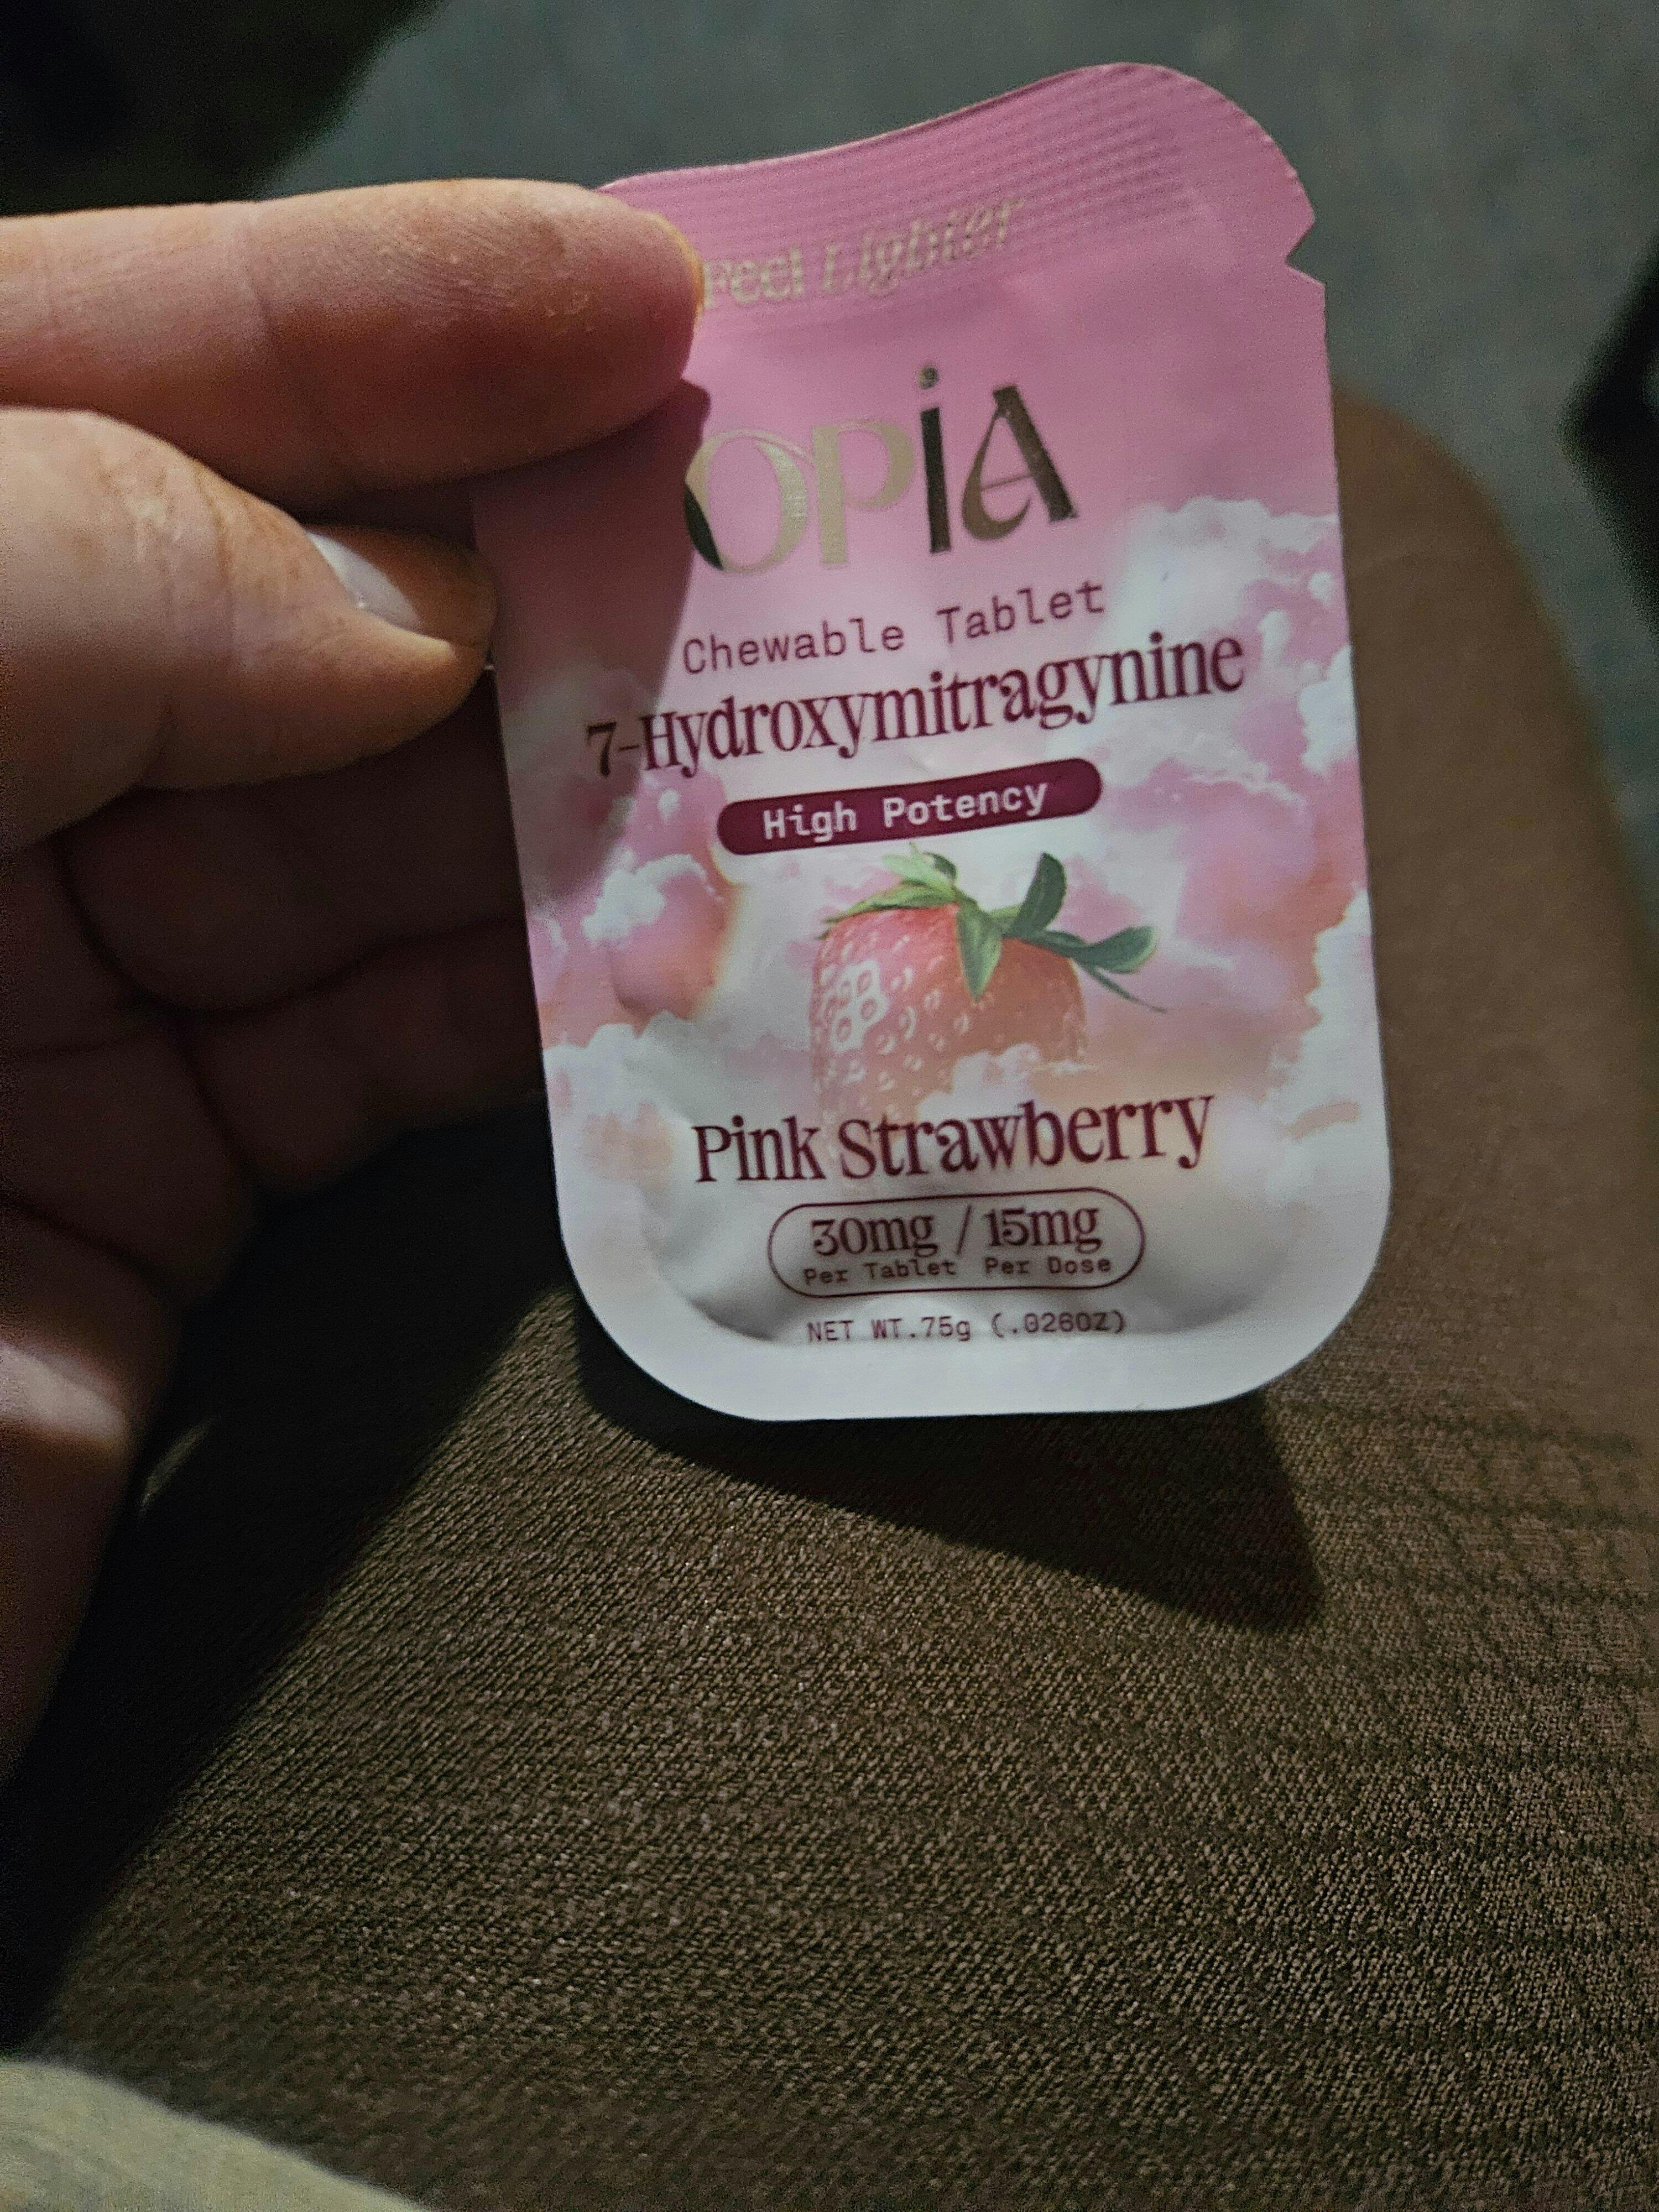 Feel Lighter
OPiA
Chewable Tablet
7-Hydroxymitragynine
High Potency
Pink Strawberry
30mg / 15mg
Per Tablet Per Dose
NET WT.75g (.026OZ)